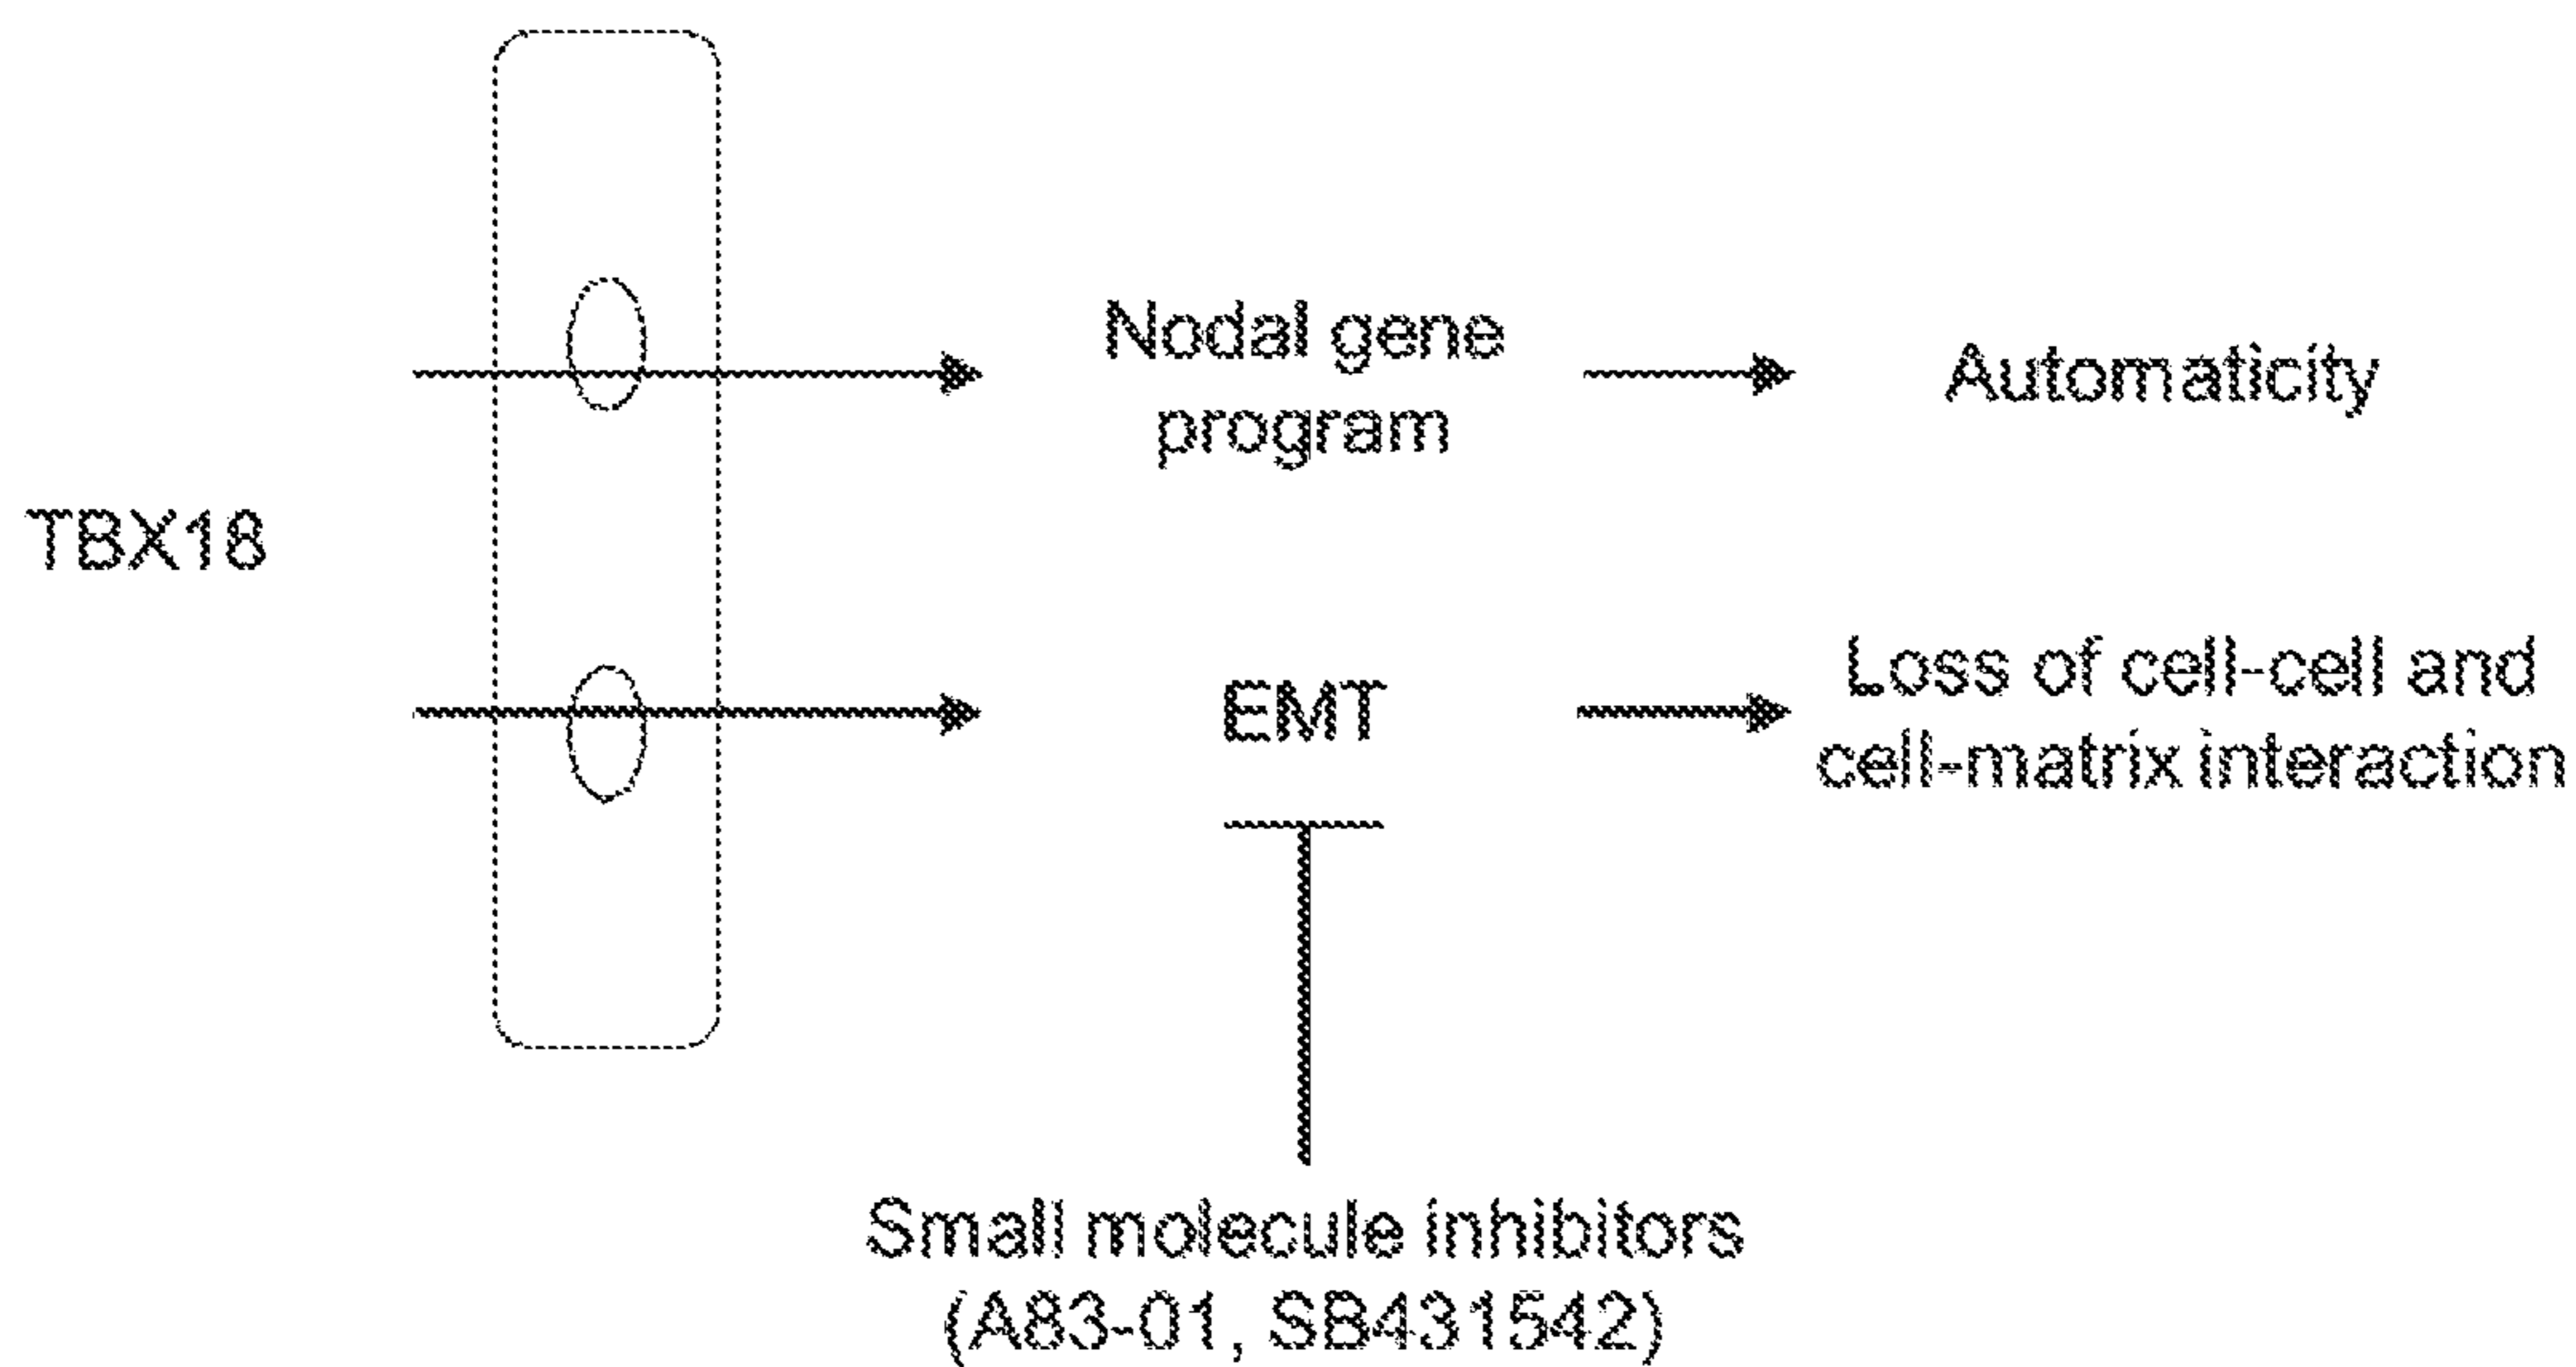 TBX18
Nodal gene
program
Automaticity
EMT
Loss of cell-cell and
cell-matrix interaction
Small molecule inhibitors
(A83-01, SB431542)